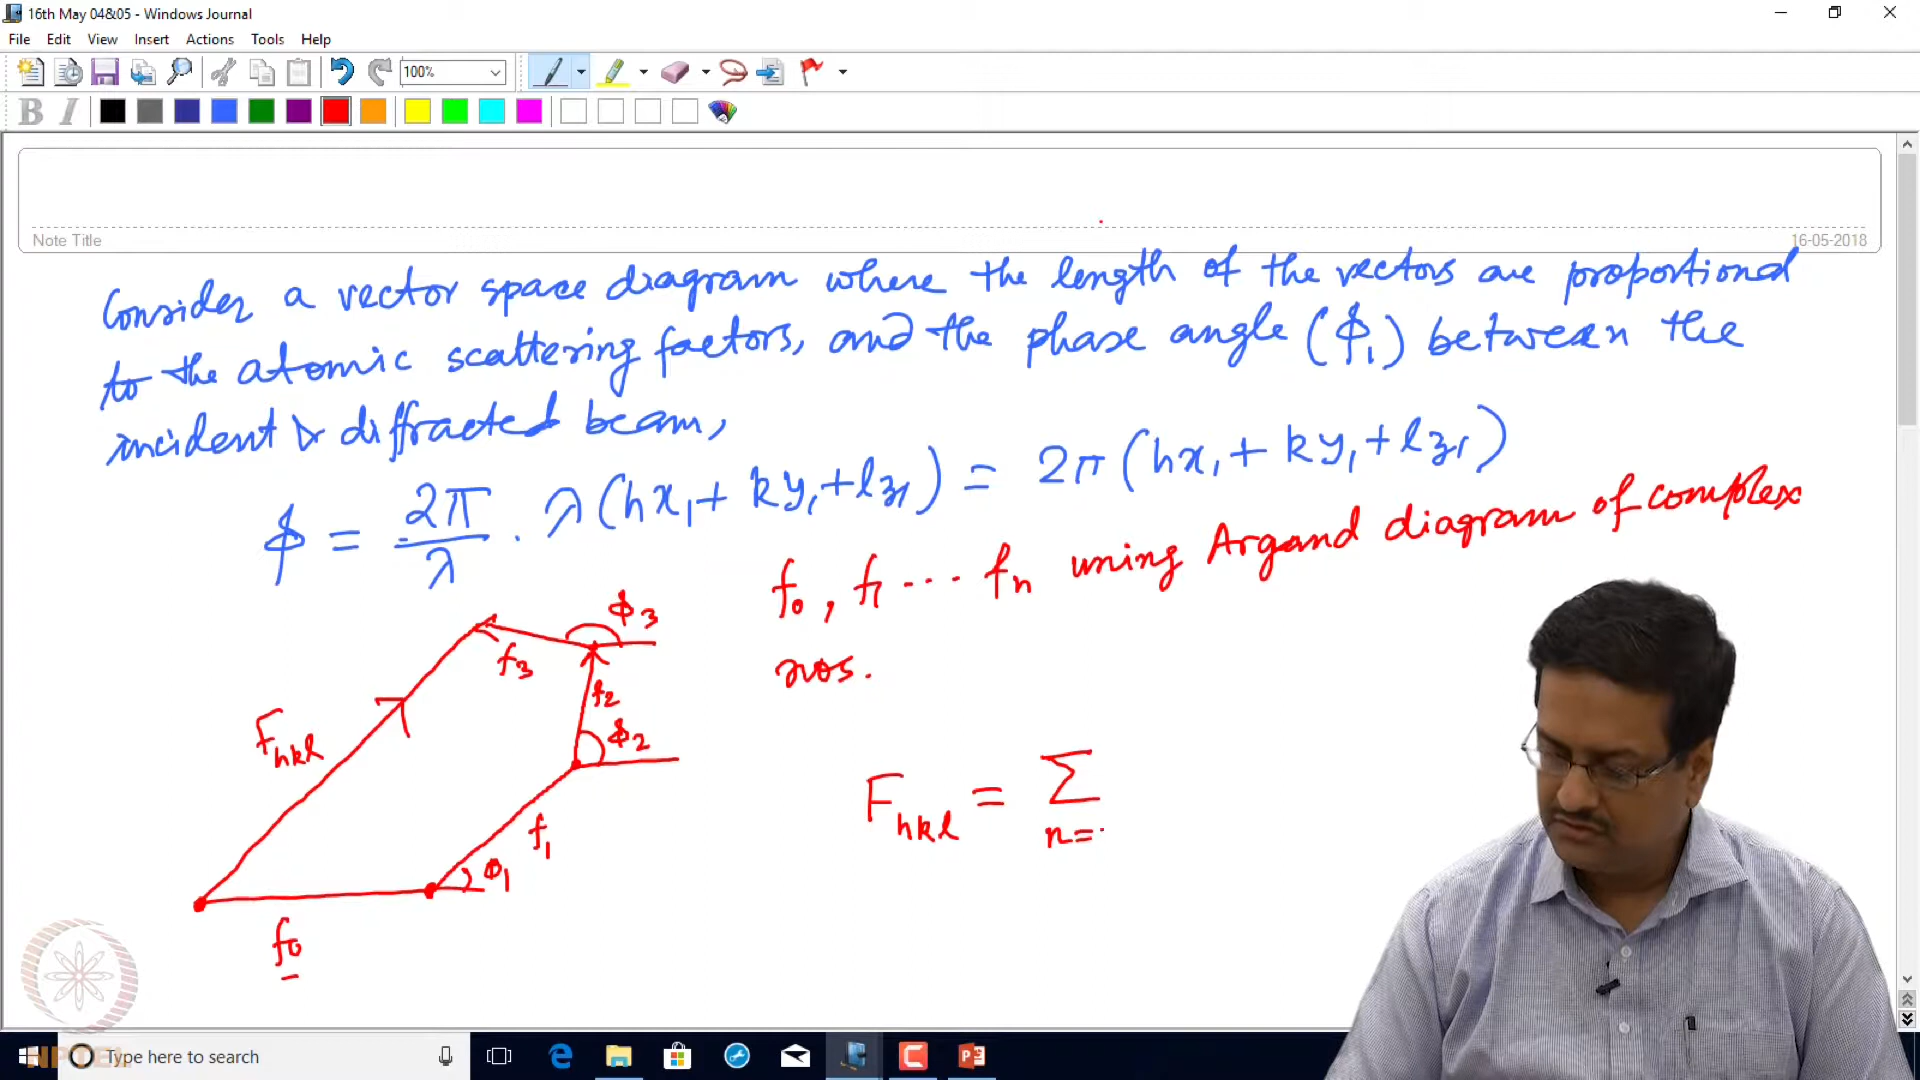 16th May 04&05 - Windows Journal
File Edit View Insert Actions Tools Help
100%
B I
Note Title
16-05-2018
Consider a vector space diagram where the length of the vectors are proportional
to the atomic scattering factors, and the phase angle (ϕ₁) between the
incident & diffracted beam,
ϕ = 2π/λ . λ(hx₁ + ky₁ + lz₁) = 2π(hx₁ + ky₁ + lz₁)
f₀, f₁ ... fₙ using Argand diagram of complex
nos.
ϕ₃
f₃
f₂
F_hkl
ϕ₂
F_hkl = Σ
n=
f₁
ϕ₁
f₀
NPTEL
Type here to search